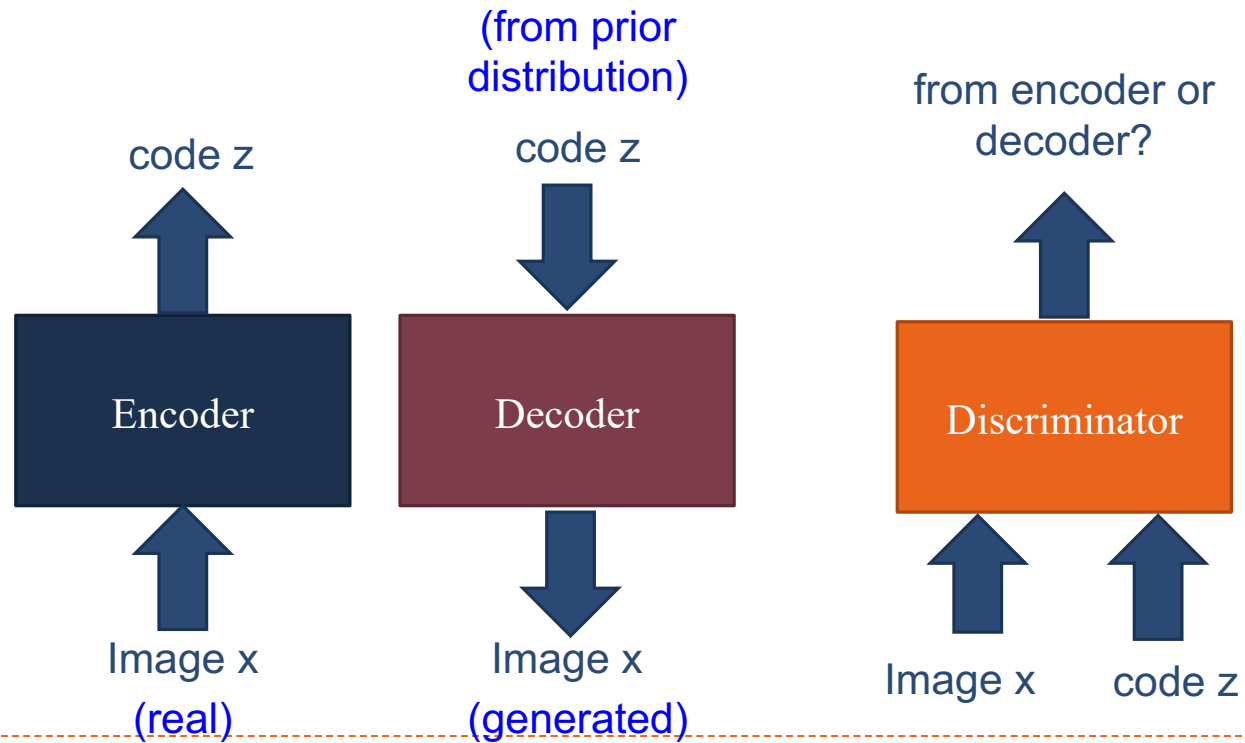 code z
Encoder
Image x
(real)
(from prior
distribution)
code z
Decoder
Image x
(generated)
from encoder or
decoder?
Discriminator
Image x
code z